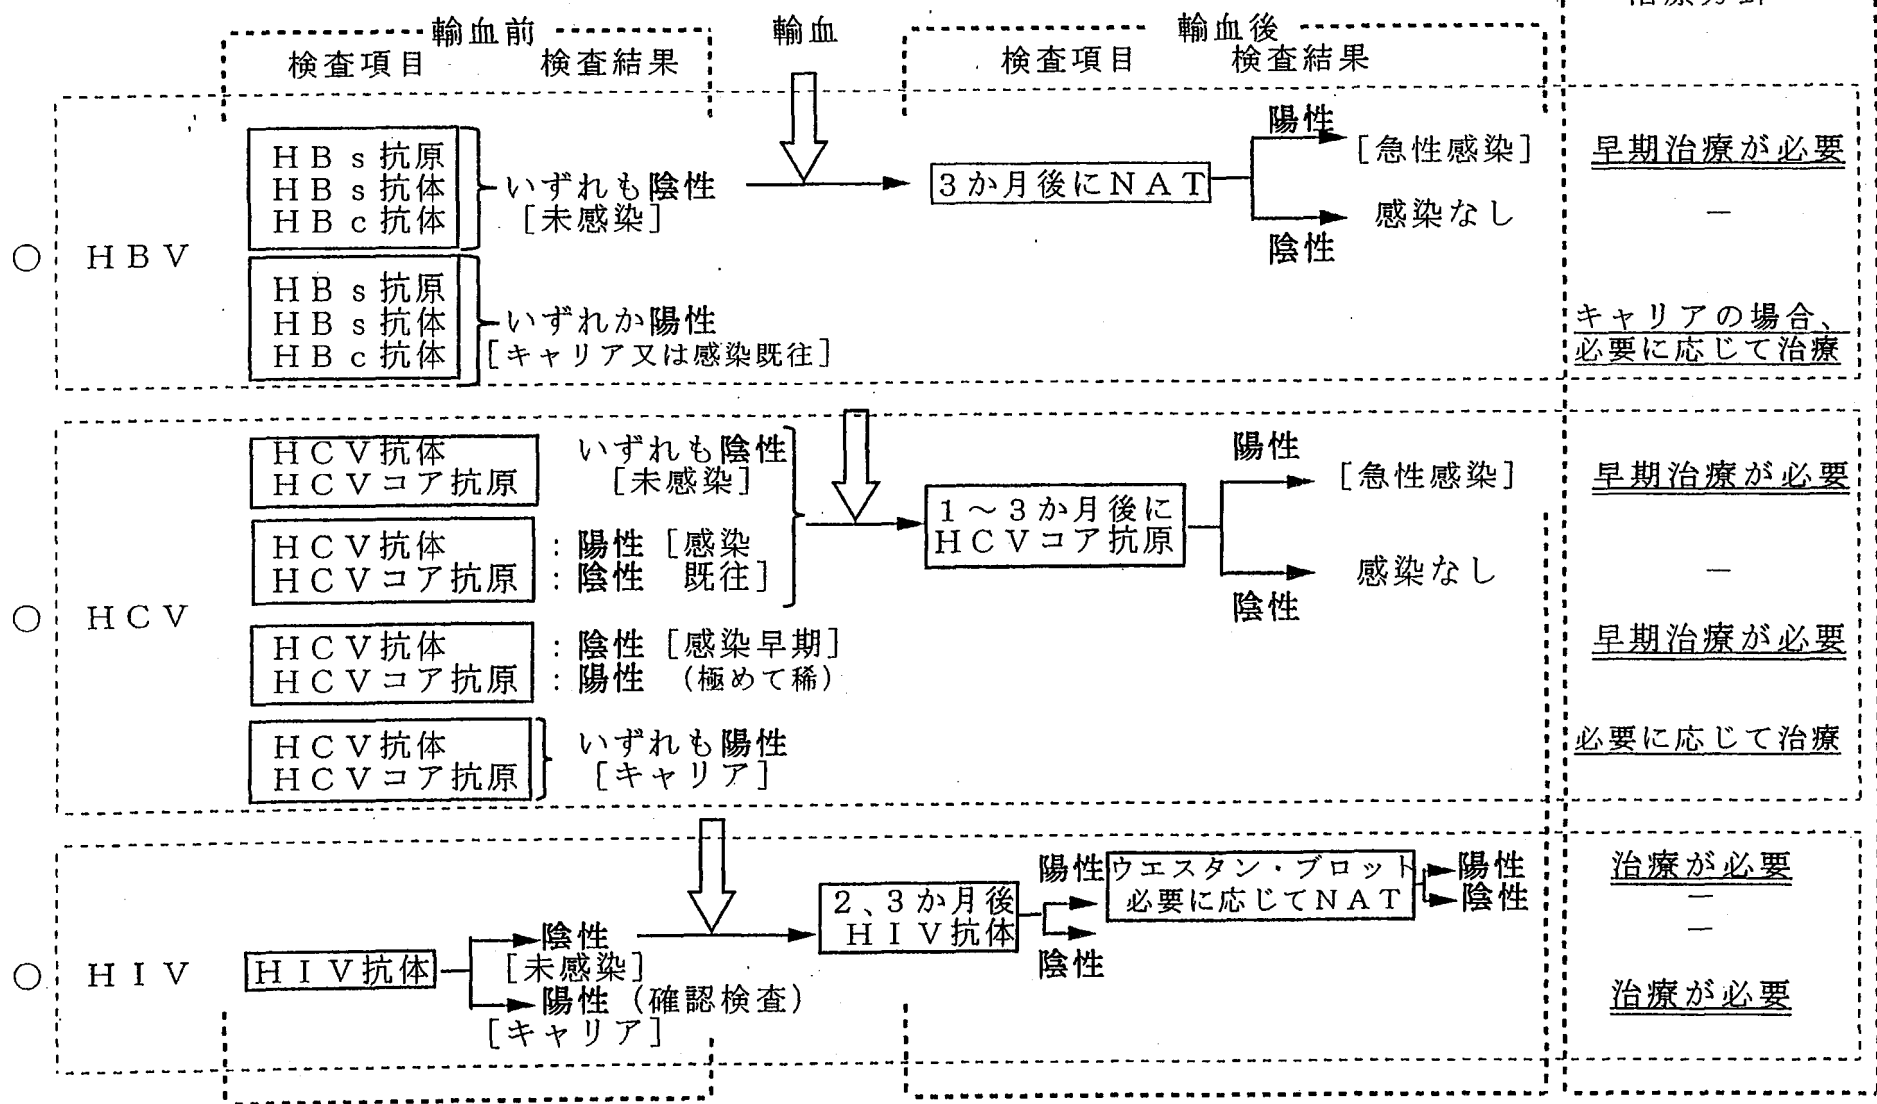 輸血前 輸血 輸血後
検査項目 検査結果 検査項目 検査結果
○ HBV
HBs抗原
HBs抗体
HBc抗体
いずれも陰性
[未感染]
3か月後にNAT
陽性
[急性感染]
早期治療が必要
感染なし
—
陰性
HBs抗原
HBs抗体
HBc抗体
いずれか陽性
[キャリア又は感染既往]
キャリアの場合、
必要に応じて治療
○ HCV
HCV抗体
HCVコア抗原
いずれも陰性
[未感染]
HCV抗体 :陽性 [感染
HCVコア抗原 :陰性 既往]
1～3か月後に
HCVコア抗原
陽性
[急性感染]
早期治療が必要
感染なし
—
陰性
HCV抗体 :陰性 [感染早期]
HCVコア抗原 :陽性 (極めて稀)
早期治療が必要
HCV抗体
HCVコア抗原
いずれも陽性
[キャリア]
必要に応じて治療
○ HIV
HIV抗体
陰性
[未感染]
陽性 (確認検査)
[キャリア]
2、3か月後
HIV抗体
陽性
陰性
ウエスタン・ブロット
必要に応じてNAT
陽性
陰性
治療が必要
—
—
治療が必要